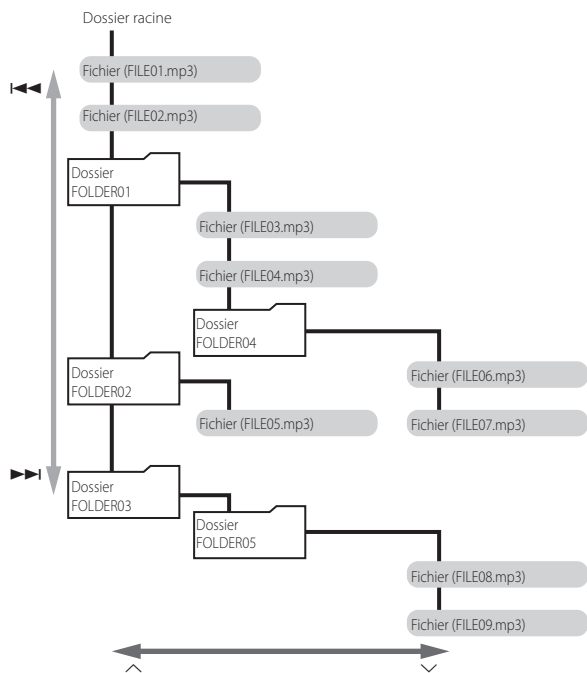 Dossier racine
Fichier (FILE01.mp3)
Fichier (FILE02.mp3)
Dossier
FOLDER01
Fichier (FILE03.mp3)
Fichier (FILE04.mp3)
Dossier
FOLDER04
Fichier (FILE06.mp3)
Dossier
FOLDER02
Fichier (FILE05.mp3)
Fichier (FILE07.mp3)
Dossier
FOLDER03
Dossier
FOLDER05
Fichier (FILE08.mp3)
Fichier (FILE09.mp3)